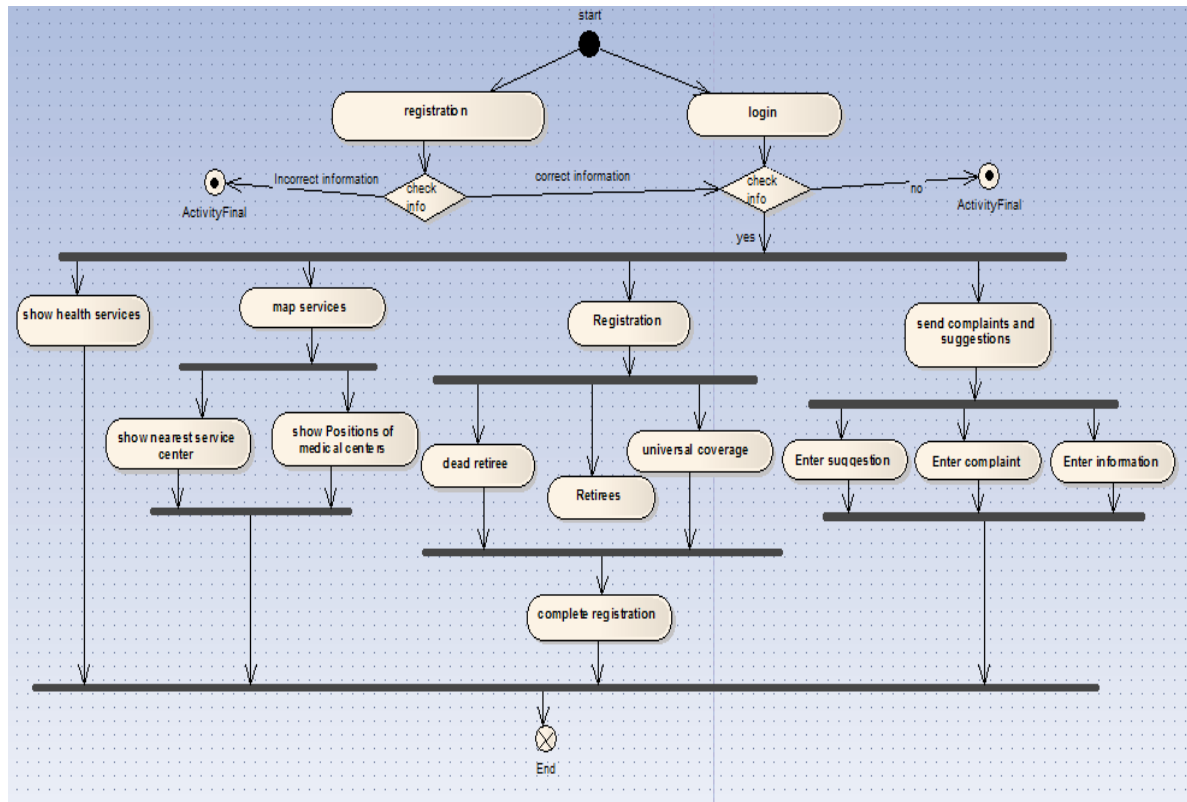 start
registration
login
Incorrect information
check
info
correct information
check
info
no
ActivityFinal
ActivityFinal
yes
show health services
map services
Registration
send complaints and
suggestions
show nearest service
center
show Positions of
medical centers
dead retiree
Retirees
universal coverage
Enter suggestion
Enter complaint
Enter information
complete registration
End